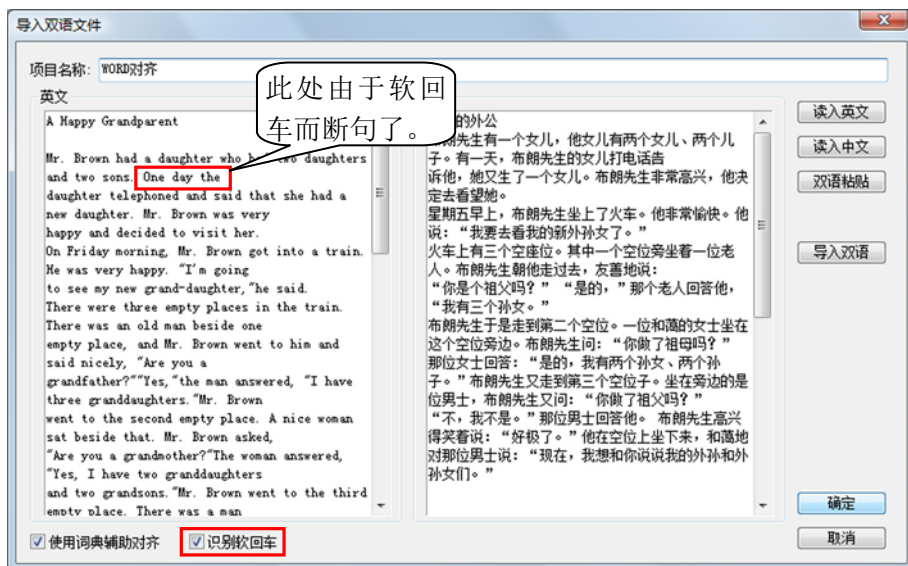 导入双语文件
项目名称: WORD对齐
此处由于软回
车而断句了。
英文
A Happy Grandparent
Mr. Brown had a daughter who h two daughters
and two sons. One day the
daughter telephoned and said that she had a
new daughter. Mr. Brown was very
happy and decided to visit her.
On Friday morning, Mr. Brown got into a train.
He was very happy. "I'm going
to see my new grand-daughter,"he said.
There were three empty places in the train.
There was an old man beside one
empty place, and Mr. Brown went to him and
said nicely, "Are you a
grandfather?""Yes,"the man answered, "I have
three granddaughters."Mr. Brown
went to the second empty place. A nice woman
sat beside that. Mr. Brown asked,
"Are you a grandmother?"The woman answered,
"Yes, I have two granddaughters
and two grandsons."Mr. Brown went to the third
empty place. There was a man
的外公
朗先生有一个女儿，他女儿有两个女儿、两个儿
子。有一天，布朗先生的女儿打电话告
诉他，她又生了一个女儿。布朗先生非常高兴，他决
定去看望她。
星期五早上，布朗先生坐上了火车。他非常愉快。他
说：“我要去看我的新外孙女了。”
火车上有三个空座位。其中一个空位旁坐着一位老
人。布朗先生朝他走过去，友善地说：
“你是个祖父吗？” “是的，”那个老人回答他，
“我有三个孙女。”
布朗先生于是走到第二个空位。一位和蔼的女士坐在
这个空位旁边。布朗先生问：“你做了祖母吗？”
那位女士回答：“是的，我有两个孙女、两个孙
子。”布朗先生又走到第三个空位子。坐在旁边的是
位男士，布朗先生又问：“你做了祖父吗？”
“不，我不是。”那位男士回答他。 布朗先生高兴
得笑着说：“好极了。”他在空位上坐下来，和蔼地
对那位男士说：“现在，我想和你说说我的外孙和外
孙女们。”
读入英文
读入中文
双语粘贴
导入双语
确定
取消
使用词典辅助对齐 识别软回车